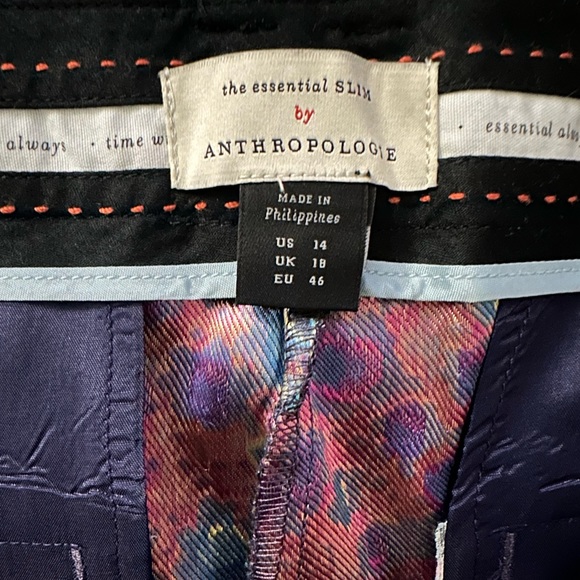 the essential SLIM
by
ANTHROPOLOGIE
always · time w
· essential alw
MADE IN
Philippines
US 14
UK 18
EU 46